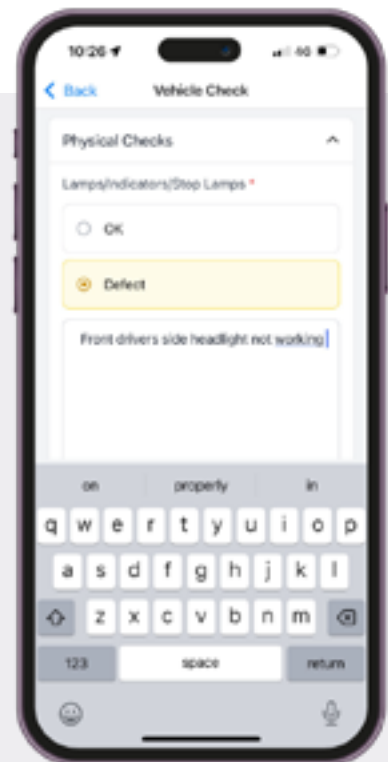 10:26
4G
Back Vehicle Check
Physical Checks
Lamps/Indicators/Stop Lamps *
OK
Defect
Front drivers side headlight not working
on properly in
q w e r t y u i o p
a s d f g h j k l
z x c v b n m
123 space return